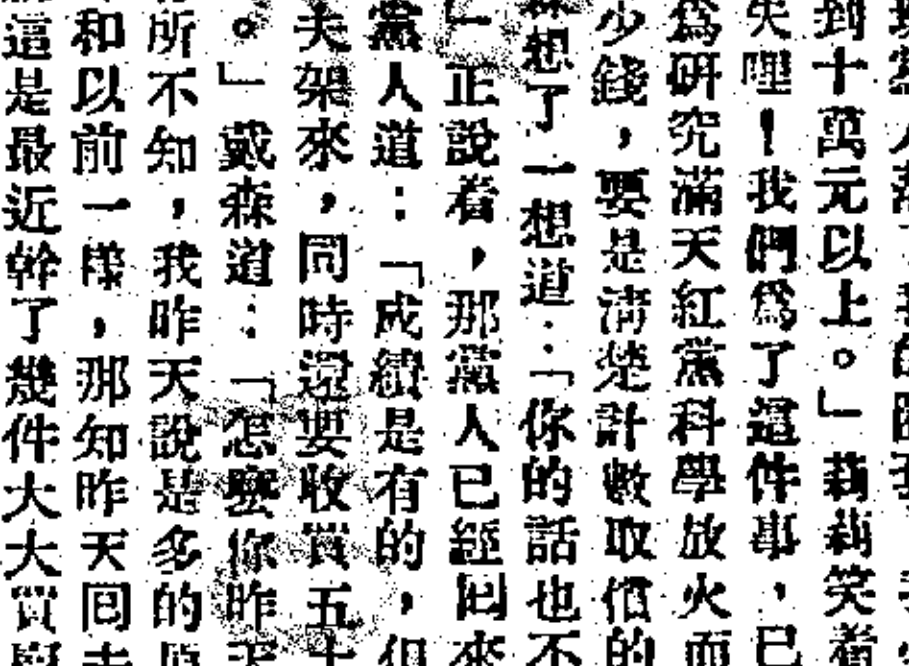 到十萬元以上。」莉莉笑着
失哩！我們爲了這件事，已
爲研究滿天紅黨科學放火而
少錢，要是清楚計數取償的
想了一想道：「你的話也不
」正說着，那黨人已經回來
黨人道：「成績是有的，但
夫架來，同時還要收買五十
。」戴森道：「怎麼你昨天
所不知，我昨天說是多的
和以前一樣，那知昨天回去
這是最近幹了幾件大大買